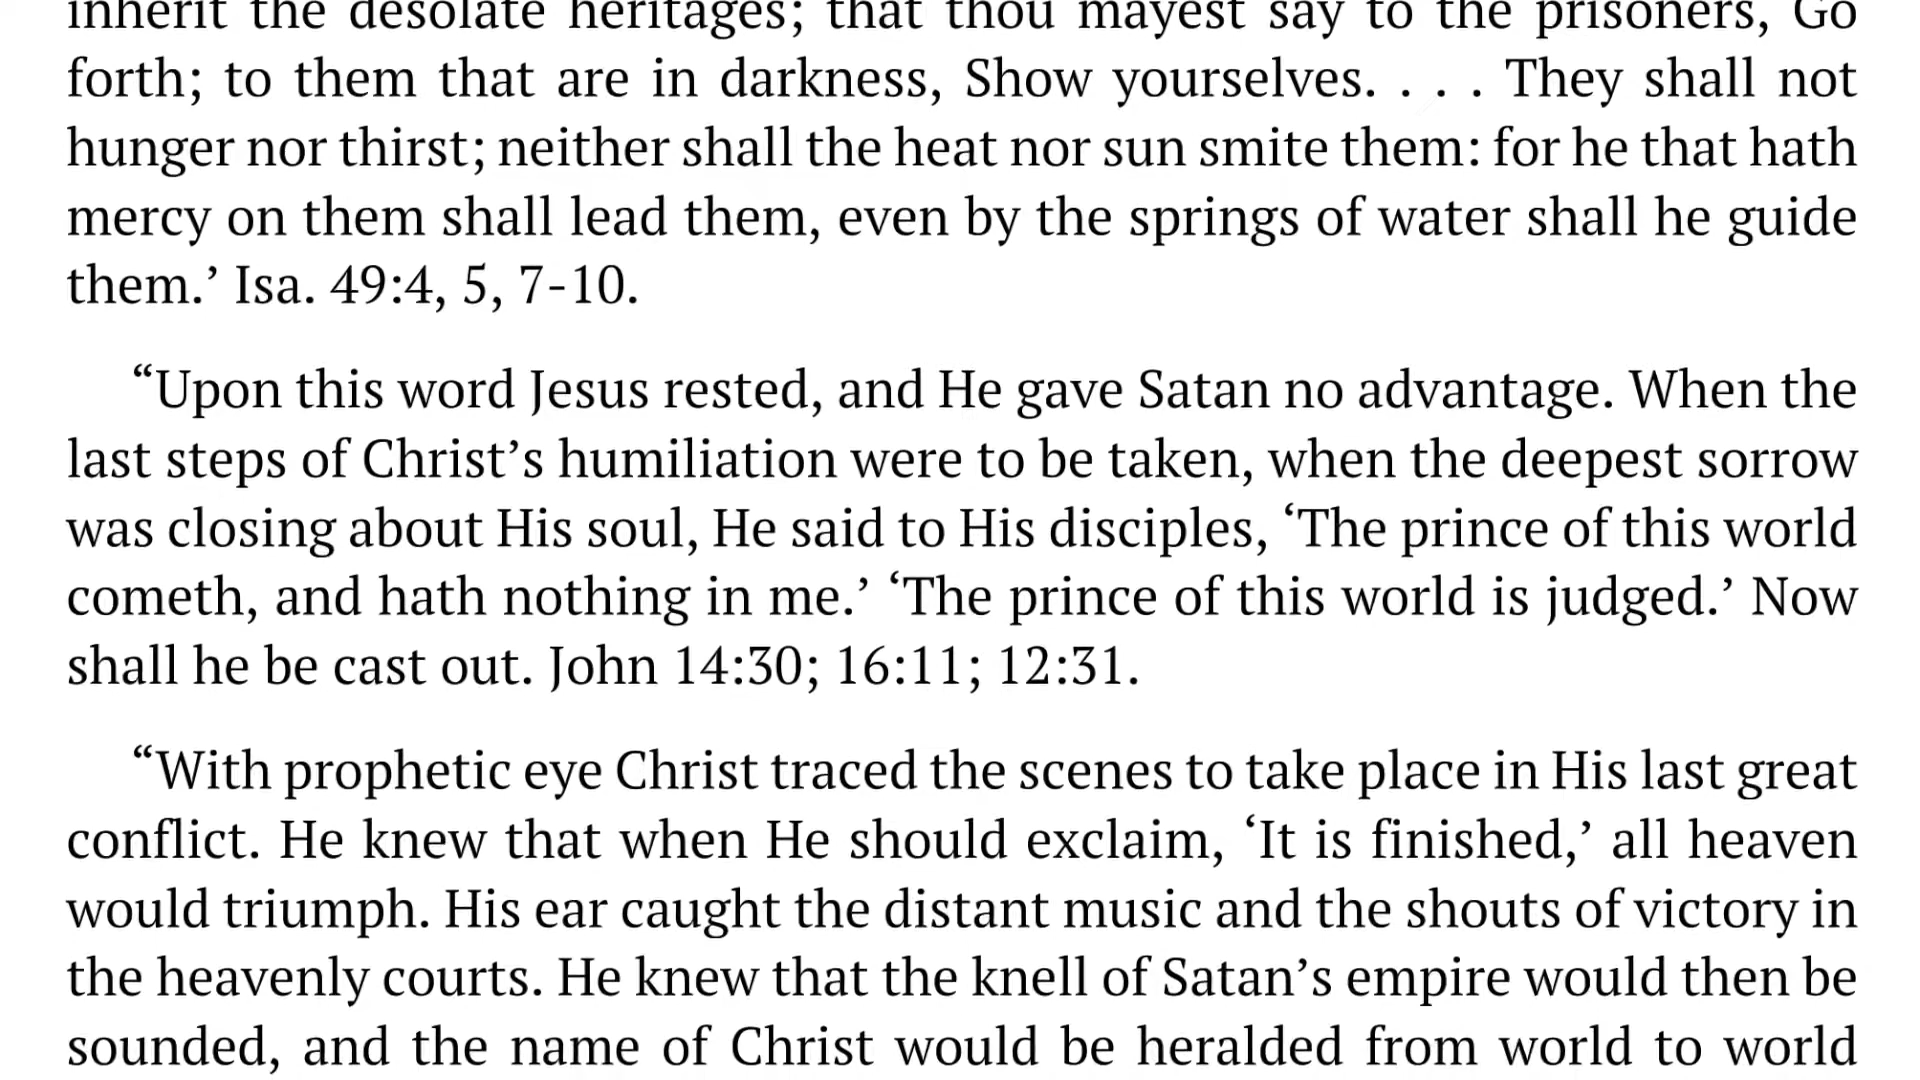 inherit the desolate heritages; that thou mayest say to the prisoners, Go
forth; to them that are in darkness, Show yourselves. . . . They shall not
hunger nor thirst; neither shall the heat nor sun smite them: for he that hath
mercy on them shall lead them, even by the springs of water shall he guide
them.’ Isa. 49:4, 5, 7-10.
“Upon this word Jesus rested, and He gave Satan no advantage. When the
last steps of Christ’s humiliation were to be taken, when the deepest sorrow
was closing about His soul, He said to His disciples, ‘The prince of this world
cometh, and hath nothing in me.’ ‘The prince of this world is judged.’ Now
shall he be cast out. John 14:30; 16:11; 12:31.
“With prophetic eye Christ traced the scenes to take place in His last great
conflict. He knew that when He should exclaim, ‘It is finished,’ all heaven
would triumph. His ear caught the distant music and the shouts of victory in
the heavenly courts. He knew that the knell of Satan’s empire would then be
sounded, and the name of Christ would be heralded from world to world